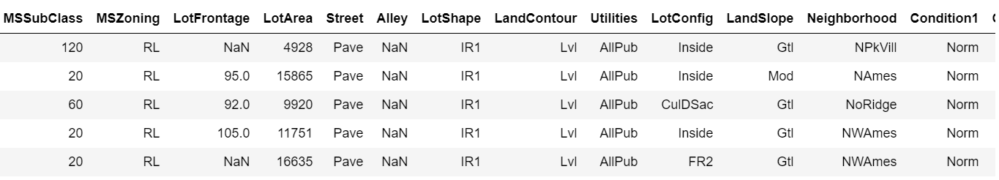 MSSubClass MSZoning LotFrontage LotArea Street Alley LotShape LandContour Utilities LotConfig LandSlope Neighborhood Condition1
120 RL NaN 4928 Pave NaN IR1 Lvl AllPub Inside Gtl NPkVill Norm
20 RL 95.0 15865 Pave NaN IR1 Lvl AllPub Inside Mod NAmes Norm
60 RL 92.0 9920 Pave NaN IR1 Lvl AllPub CulDSac Gtl NoRidge Norm
20 RL 105.0 11751 Pave NaN IR1 Lvl AllPub Inside Gtl NWAmes Norm
20 RL NaN 16635 Pave NaN IR1 Lvl AllPub FR2 Gtl NWAmes Norm